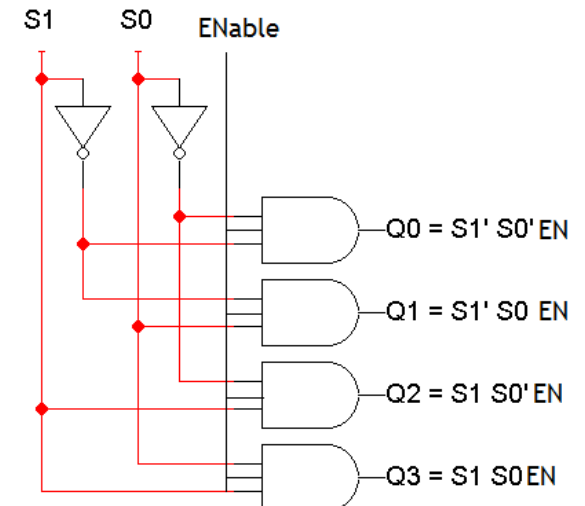 S1 S0 ENable
Q0 = S1' S0' EN
Q1 = S1' S0 EN
Q2 = S1 S0' EN
Q3 = S1 S0 EN